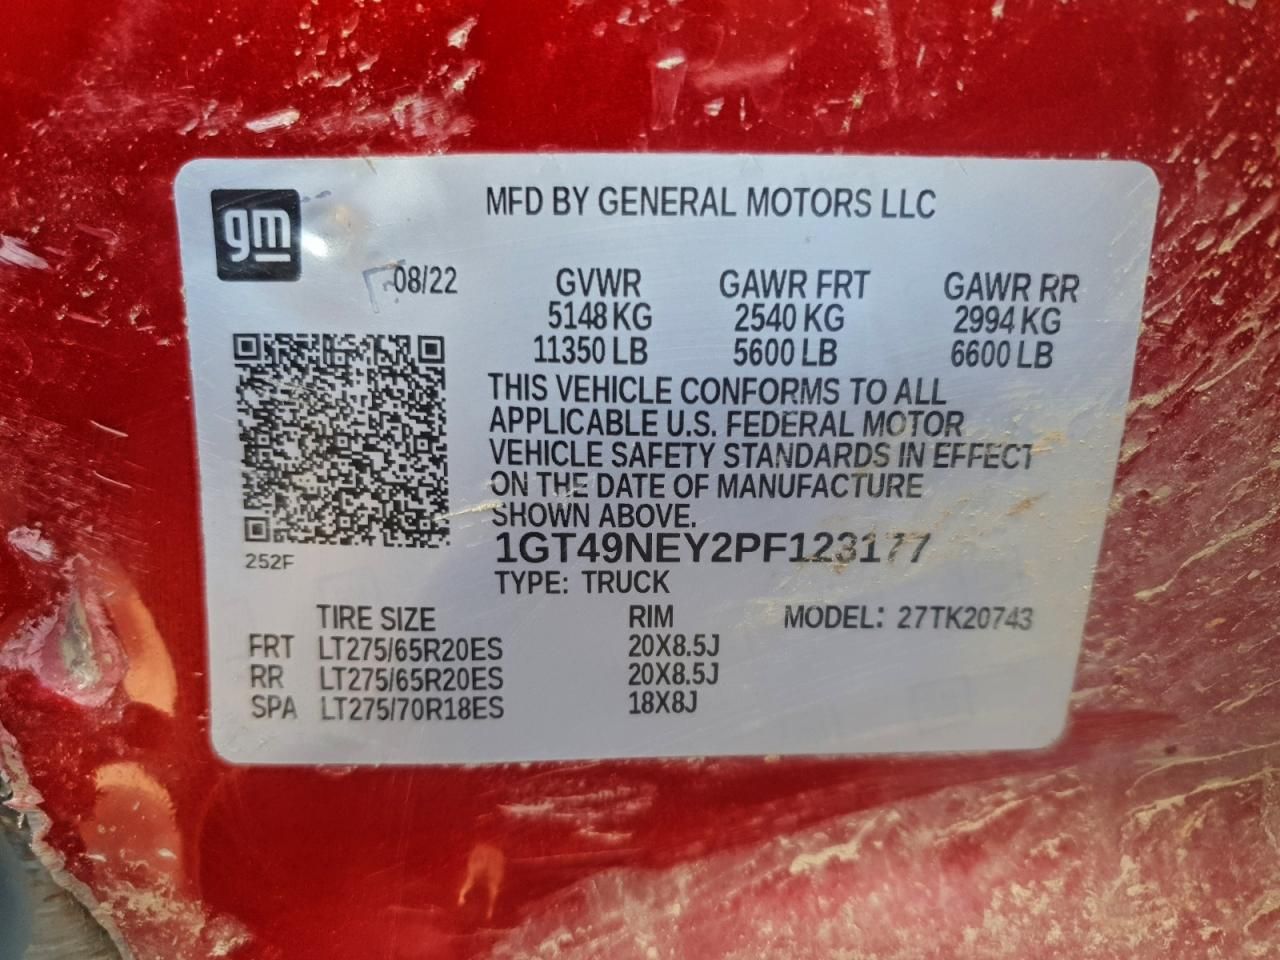 gm
MFD BY GENERAL MOTORS LLC
08/22 GVWR GAWR FRT GAWR RR
5148 KG 2540 KG 2994 KG
11350 LB 5600 LB 6600 LB
THIS VEHICLE CONFORMS TO ALL
APPLICABLE U.S. FEDERAL MOTOR
VEHICLE SAFETY STANDARDS IN EFFECT
ON THE DATE OF MANUFACTURE
SHOWN ABOVE.
252F
1GT49NEY2PF123177
TYPE: TRUCK
TIRE SIZE RIM MODEL: 27TK20743
FRT LT275/65R20ES 20X8.5J
RR LT275/65R20ES 20X8.5J
SPA LT275/70R18ES 18X8J